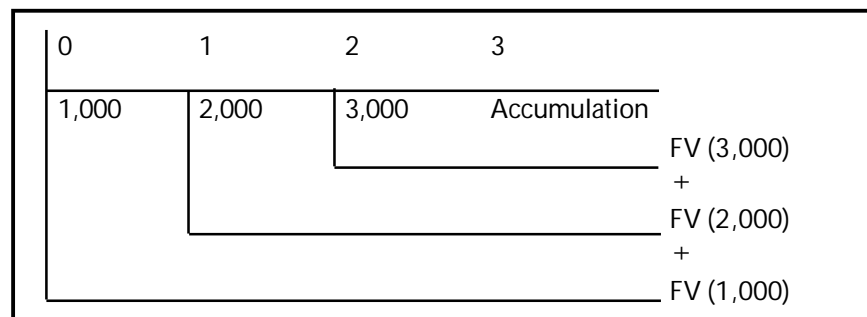 0 1 2 3
1,000 2,000 3,000 Accumulation
FV (3,000)
+
FV (2,000)
+
FV (1,000)